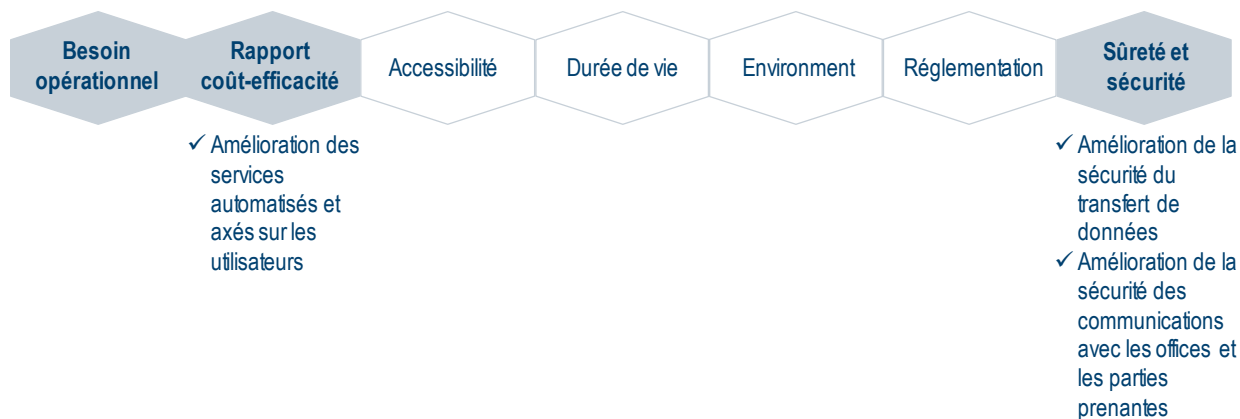 Besoin
opérationnel
Rapport
coût-efficacité
Accessibilité
Durée de vie
Environment
Réglementation
Sûreté et
sécurité
✓ Amélioration des
services
automatisés et
axés sur les
utilisateurs
✓ Amélioration de la
sécurité du
transfert de
données
✓ Amélioration de la
sécurité des
communications
avec les offices et
les parties
prenantes